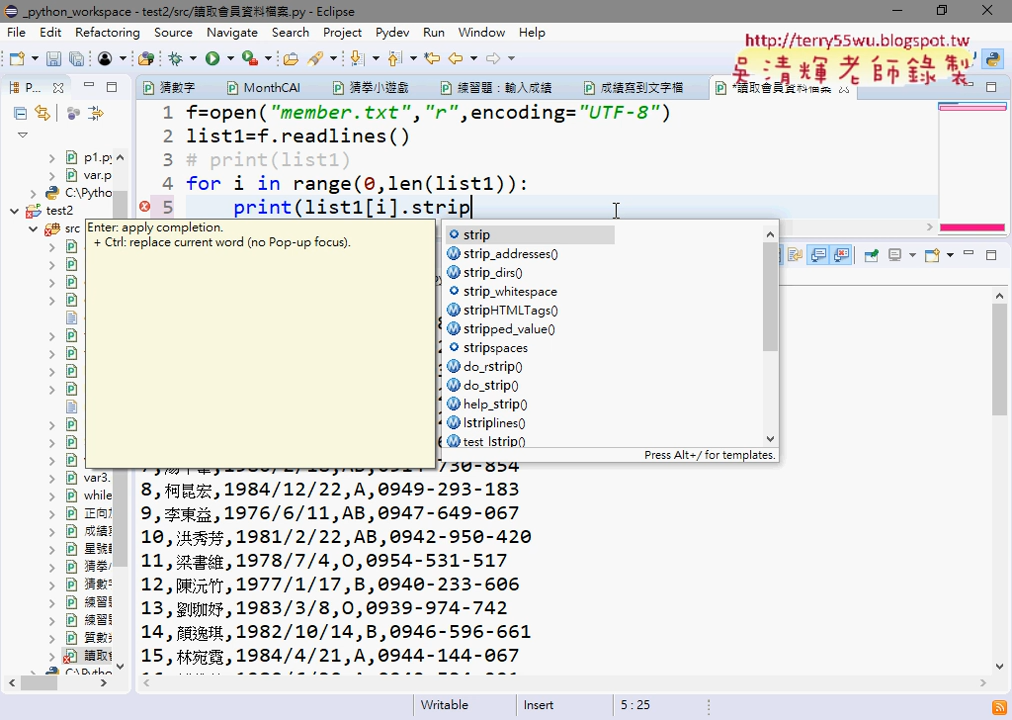 _python_workspace - test2/src/讀取會員資料檔案.py - Eclipse
File Edit Refactoring Source Navigate Search Project Pydev Run Window Help
http://terry55wu.blogspot.tw
吳清輝老師錄製
P...
猜數字
MonthCAl
猜拳小遊戲
練習題:輸入成績
成績寫到文字檔
*讀取會員資料檔案
1 f=open("member.txt","r",encoding="UTF-8")
2 list1=f.readlines()
3 # print(list1)
4 for i in range(0,len(list1)):
5 print(list1[i].strip
p1.py
var.p
C:\Pytho
test2
src
var3.
while
正向
成績
星號
猜拳
猜數
練習題
練習題
質數
讀取
C:\Pytho
Enter: apply completion.
+ Ctrl: replace current word (no Pop-up focus).
strip
strip_addresses()
strip_dirs()
strip_whitespace
stripHTMLTags()
stripped_value()
stripspaces
do_rstrip()
do_strip()
help_strip()
lstriplines()
test_lstrip()
Press Alt+/ for templates.
8,柯昆宏,1984/12/22,A,0949-293-183
9,李東益,1976/6/11,AB,0947-649-067
10,洪秀芳,1981/2/22,AB,0942-950-420
11,梁書維,1978/7/4,O,0954-531-517
12,陳沅竹,1977/1/17,B,0940-233-606
13,劉珈妤,1983/3/8,O,0939-974-742
14,顏逸琪,1982/10/14,B,0946-596-661
15,林宛霓,1984/4/21,A,0944-144-067
Writable Insert 5 : 25